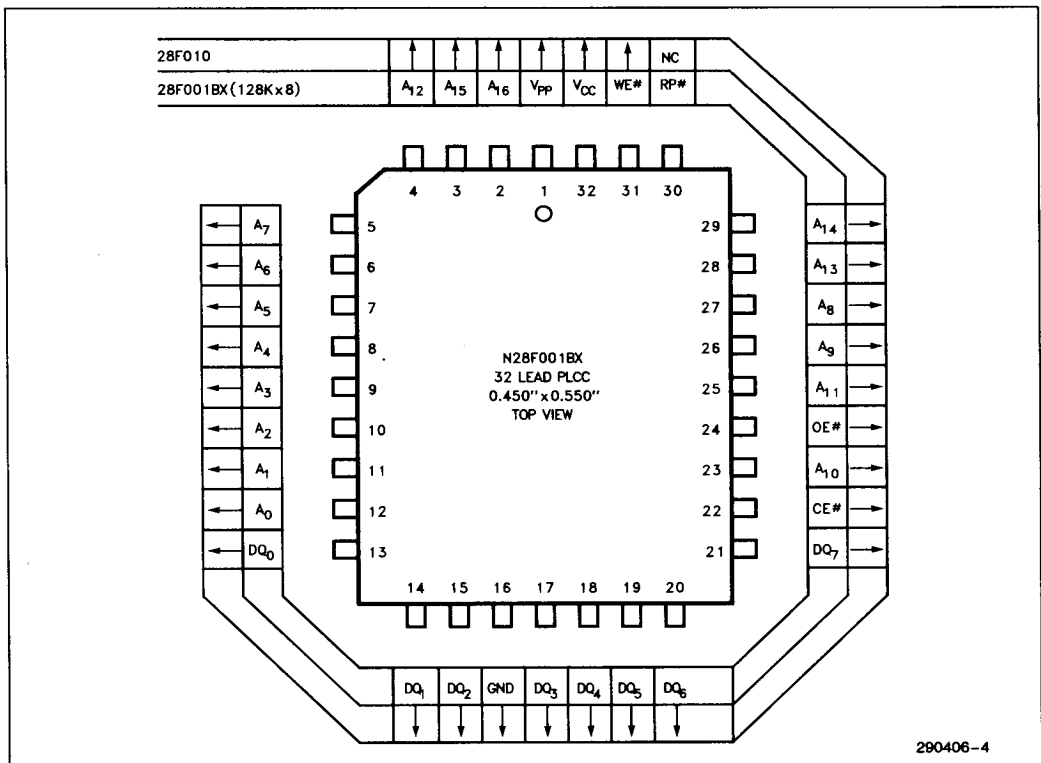 28F010 NC
28F001BX(128Kx8) A12 A15 A16 VPP VCC WE# RP#
4 3 2 1 32 31 30
A7 5 29 A14
A6 6 28 A13
A5 7 27 A8
A4 8 26 A9
A3 9 25 A11
A2 10 24 OE#
A1 11 23 A10
A0 12 22 CE#
DQ0 13 21 DQ7
N28F001BX
32 LEAD PLCC
0.450"x0.550"
TOP VIEW
14 15 16 17 18 19 20
DQ1 DQ2 GND DQ3 DQ4 DQ5 DQ6
290406-4